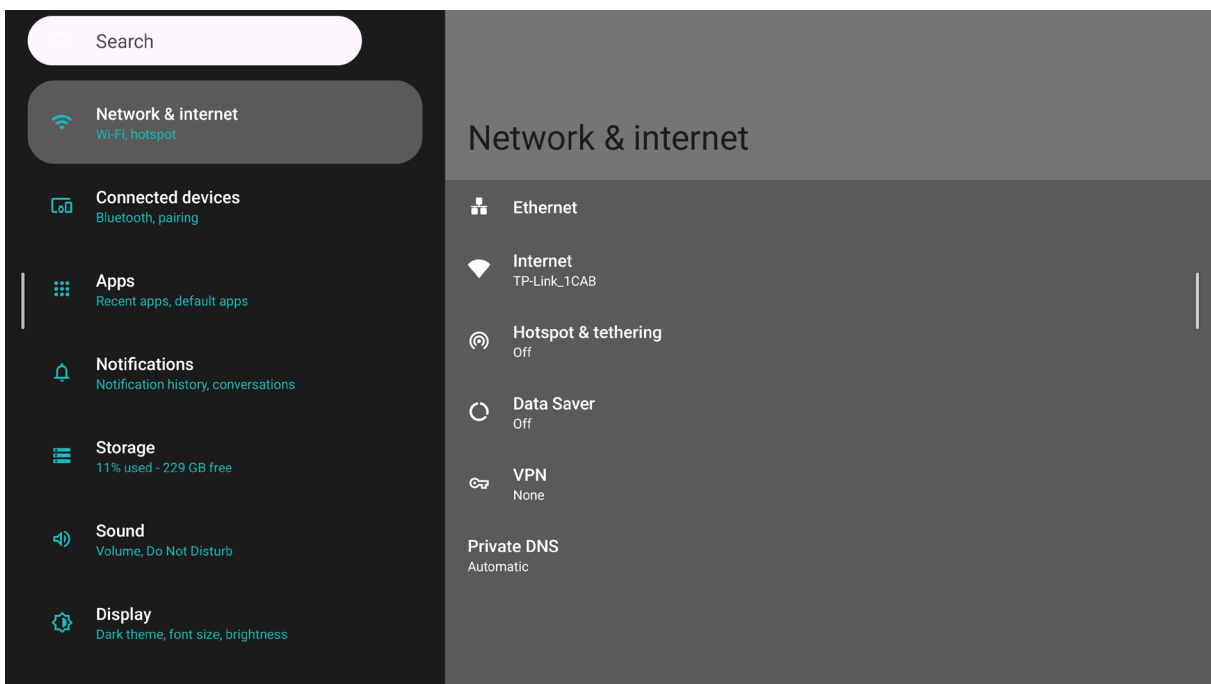 Search
Network & internet
Wi-Fi, hotspot
Connected devices
Bluetooth, pairing
Apps
Recent apps, default apps
Notifications
Notification history, conversations
Storage
11% used - 229 GB free
Sound
Volume, Do Not Disturb
Display
Dark theme, font size, brightness
Network & internet
Ethernet
Internet
TP-Link_1CAB
Hotspot & tethering
Off
Data Saver
Off
VPN
None
Private DNS
Automatic